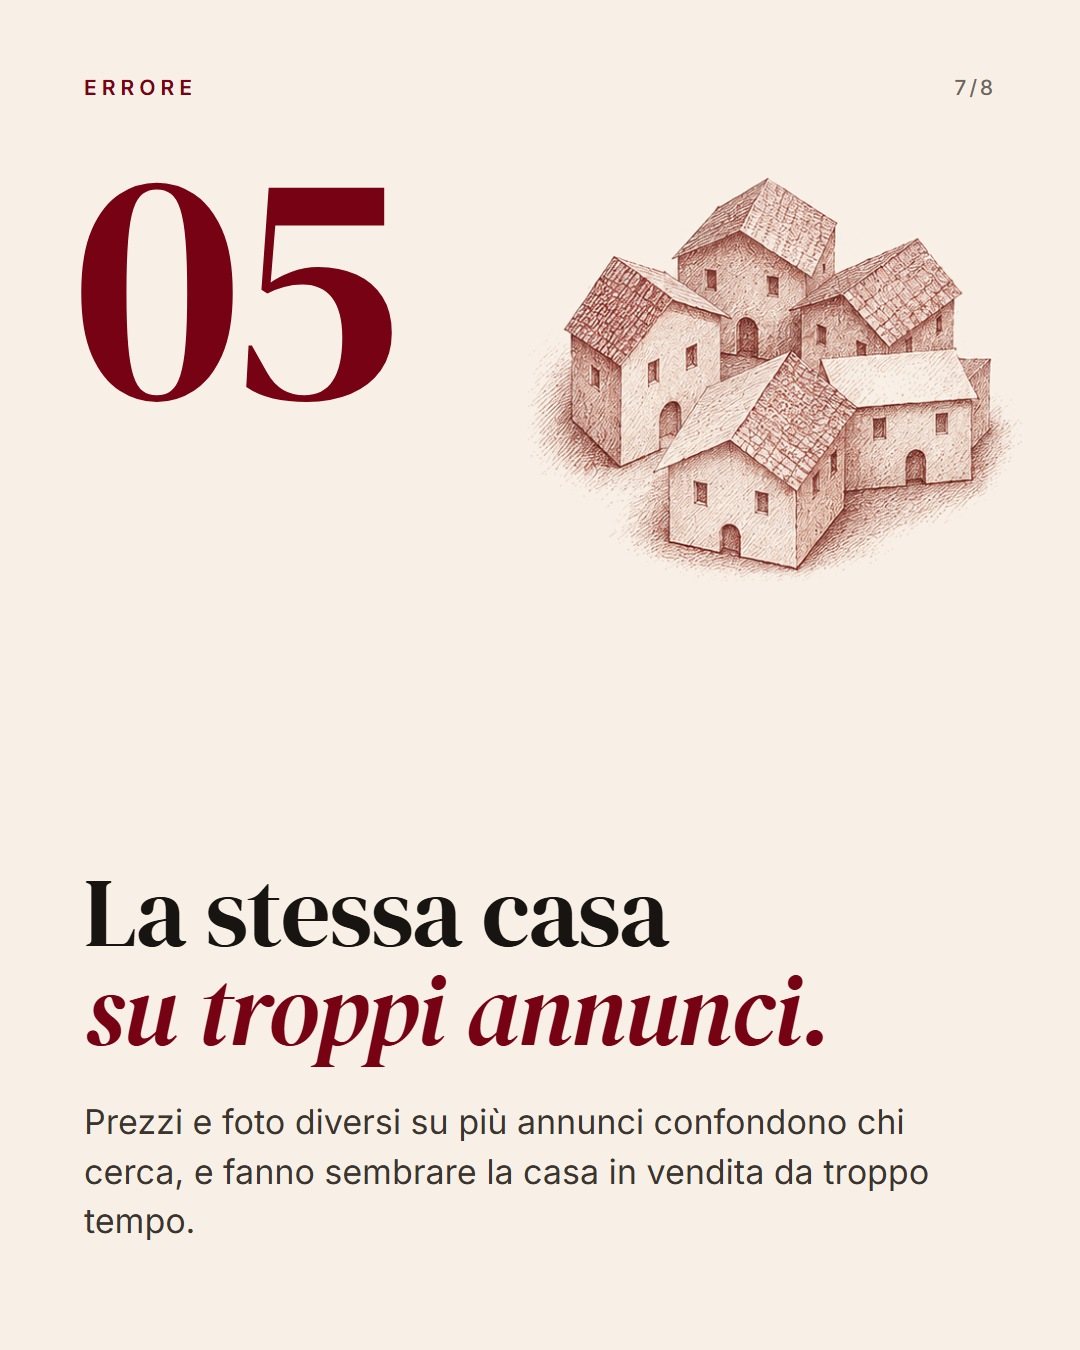 ERRORE
7/8
05
La stessa casa
su troppi annunci.
Prezzi e foto diversi su più annunci confondono chi
cerca, e fanno sembrare la casa in vendita da troppo
tempo.